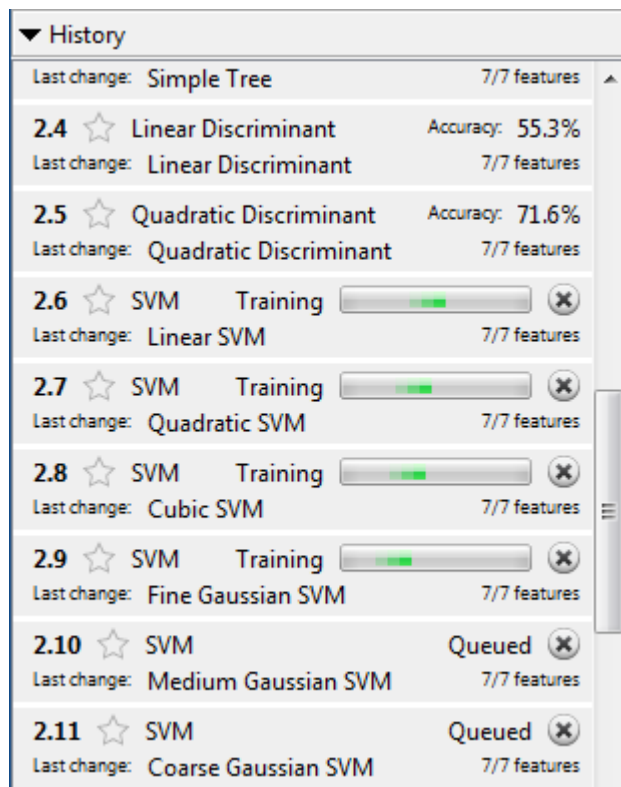 History
Last change: Simple Tree 7/7 features
2.4 Linear Discriminant Accuracy: 55.3%
Last change: Linear Discriminant 7/7 features
2.5 Quadratic Discriminant Accuracy: 71.6%
Last change: Quadratic Discriminant 7/7 features
2.6 SVM Training
Last change: Linear SVM 7/7 features
2.7 SVM Training
Last change: Quadratic SVM 7/7 features
2.8 SVM Training
Last change: Cubic SVM 7/7 features
2.9 SVM Training
Last change: Fine Gaussian SVM 7/7 features
2.10 SVM Queued
Last change: Medium Gaussian SVM 7/7 features
2.11 SVM Queued
Last change: Coarse Gaussian SVM 7/7 features